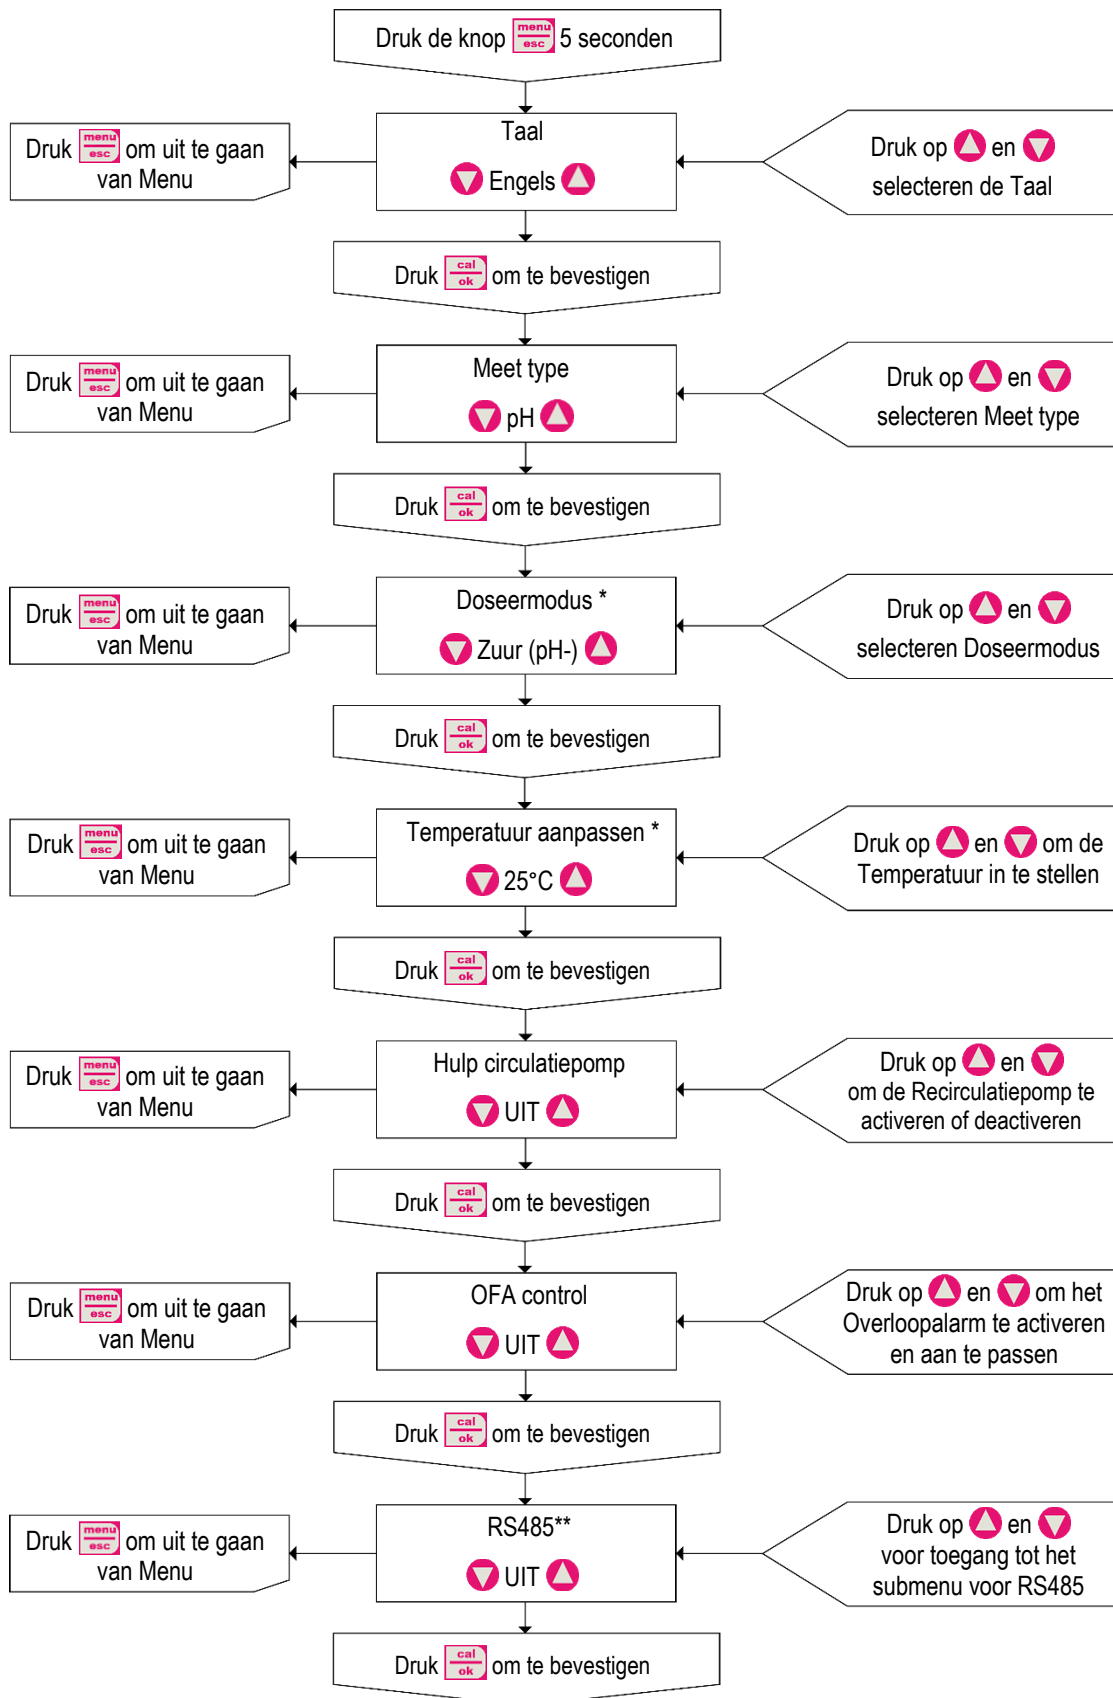 Druk de knop menu esc 5 seconden
Druk menu esc om uit te gaan
van Menu
Taal
Engels
Druk op en
selecteren de Taal
Druk cal ok om te bevestigen
Druk menu esc om uit te gaan
van Menu
Meet type
pH
Druk op en
selecteren Meet type
Druk cal ok om te bevestigen
Druk menu esc om uit te gaan
van Menu
Doseermodus *
Zuur (pH-)
Druk op en
selecteren Doseermodus
Druk cal ok om te bevestigen
Druk menu esc om uit te gaan
van Menu
Temperatuur aanpassen *
25°C
Druk op en om de
Temperatuur in te stellen
Druk cal ok om te bevestigen
Druk menu esc om uit te gaan
van Menu
Hulp circulatiepomp
UIT
Druk op en
om de Recirculatiepomp te
activeren of deactiveren
Druk cal ok om te bevestigen
Druk menu esc om uit te gaan
van Menu
OFA control
UIT
Druk op en om het
Overloopalarm te activeren
en aan te passen
Druk cal ok om te bevestigen
Druk menu esc om uit te gaan
van Menu
RS485**
UIT
Druk op en
voor toegang tot het
submenu voor RS485
Druk cal ok om te bevestigen